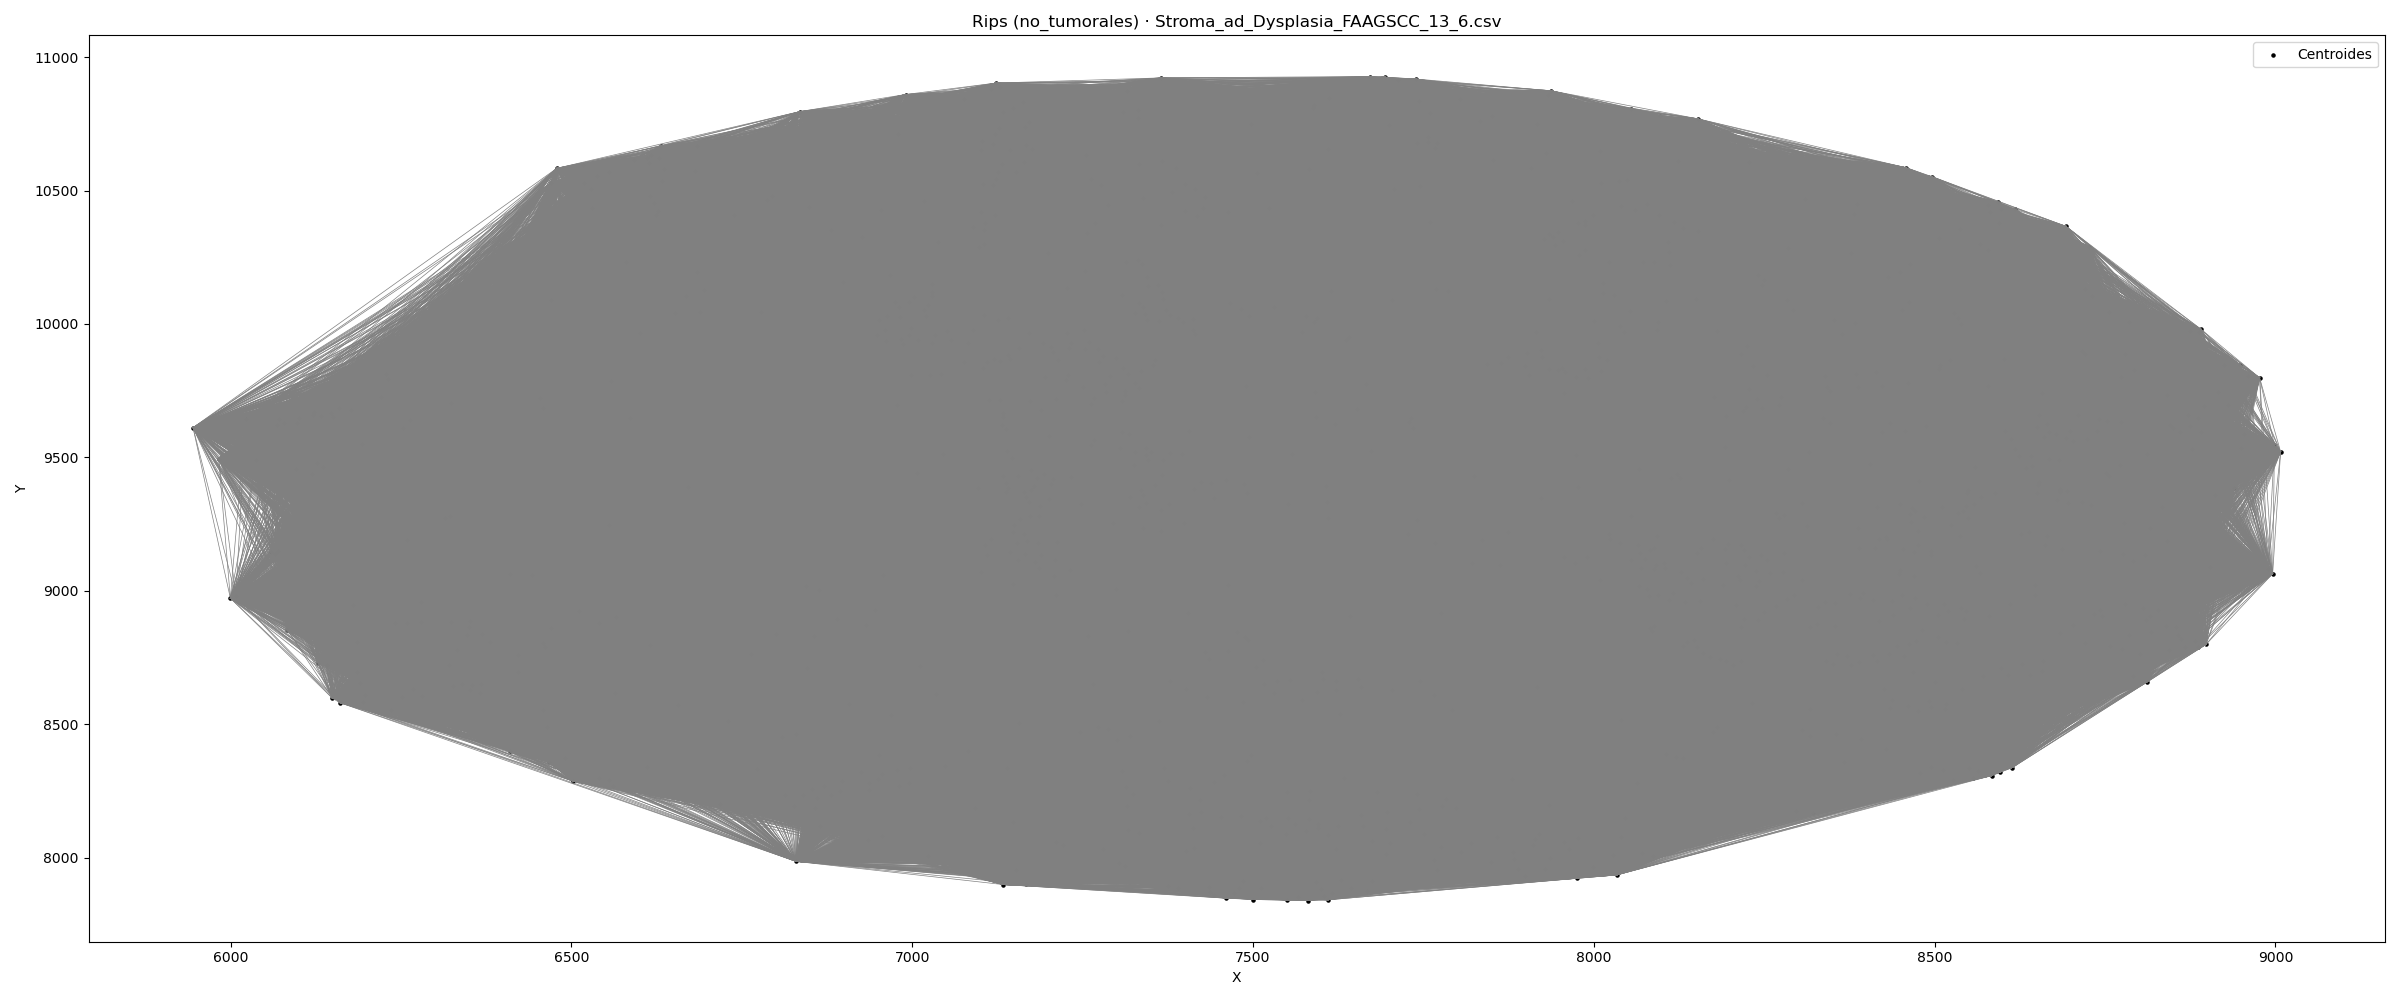 Rips (no_tumorales) · Stroma_ad_Dysplasia_FAAGSCC_13_6.csv
Centroides
11000
10500
10000
9500
9000
8500
8000
Y
6000 6500 7000 7500 8000 8500 9000
X